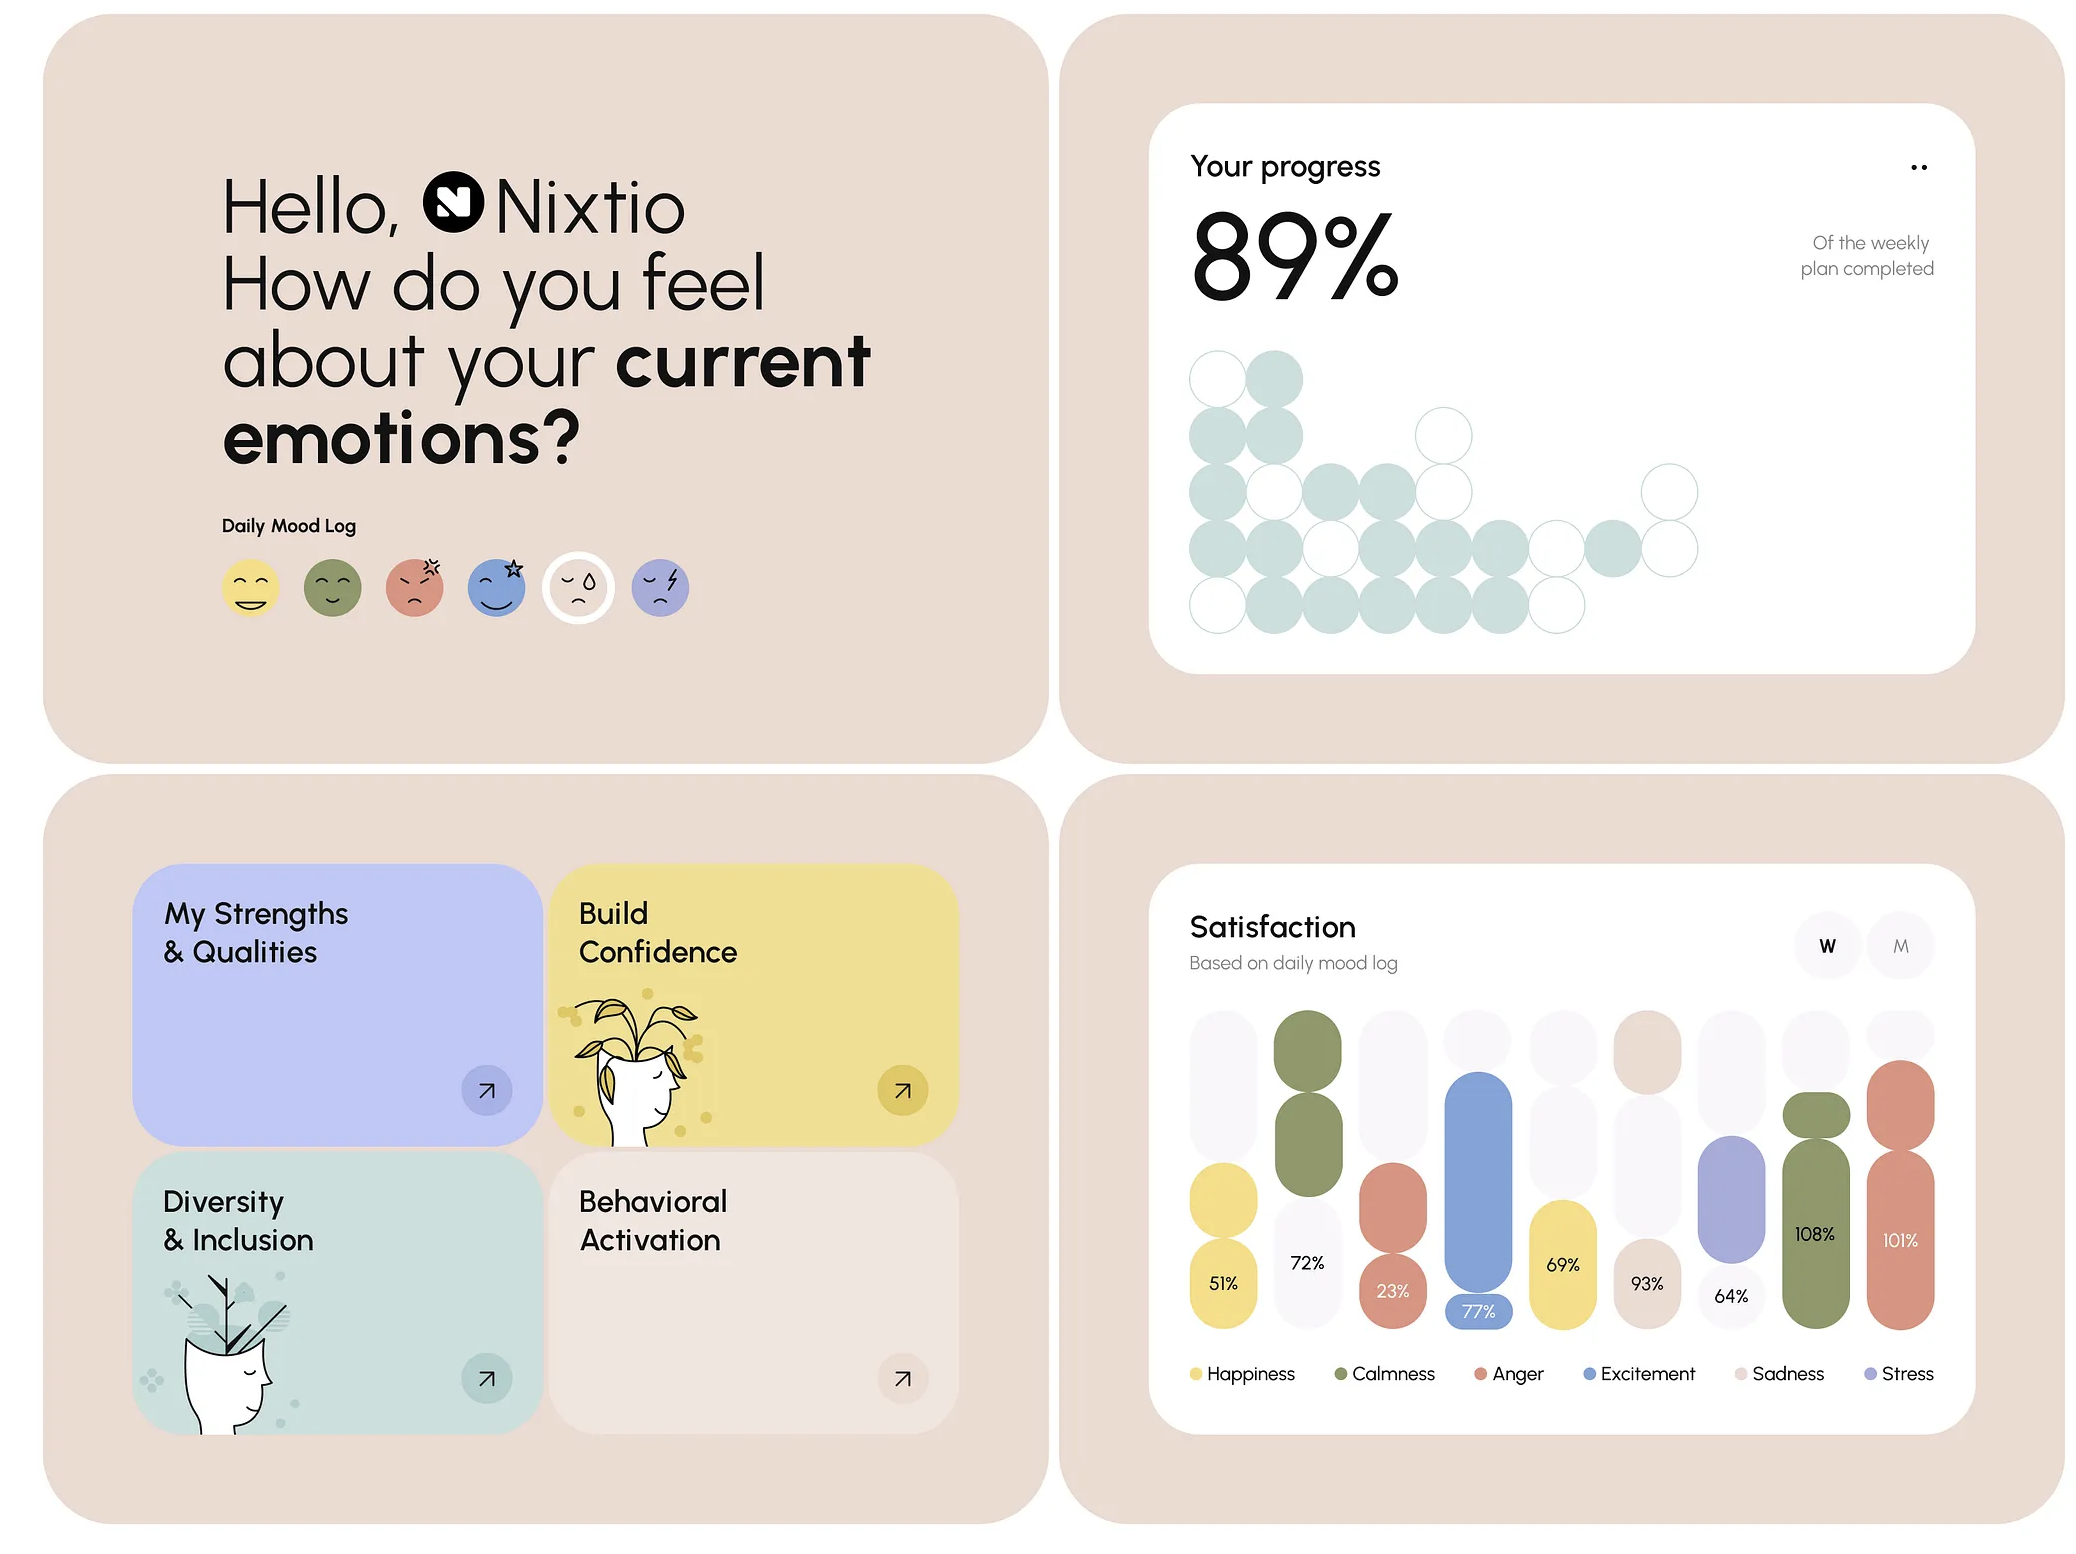 Hello, N Nixtio
How do you feel
about your current
emotions?
Daily Mood Log
Your progress
89%
Of the weekly
plan completed
My Strengths
& Qualities
Build
Confidence
Diversity
& Inclusion
Behavioral
Activation
Satisfaction
Based on daily mood log
W M
51% 72% 23% 77% 69% 93% 64% 108% 101%
Happiness Calmness Anger Excitement Sadness Stress